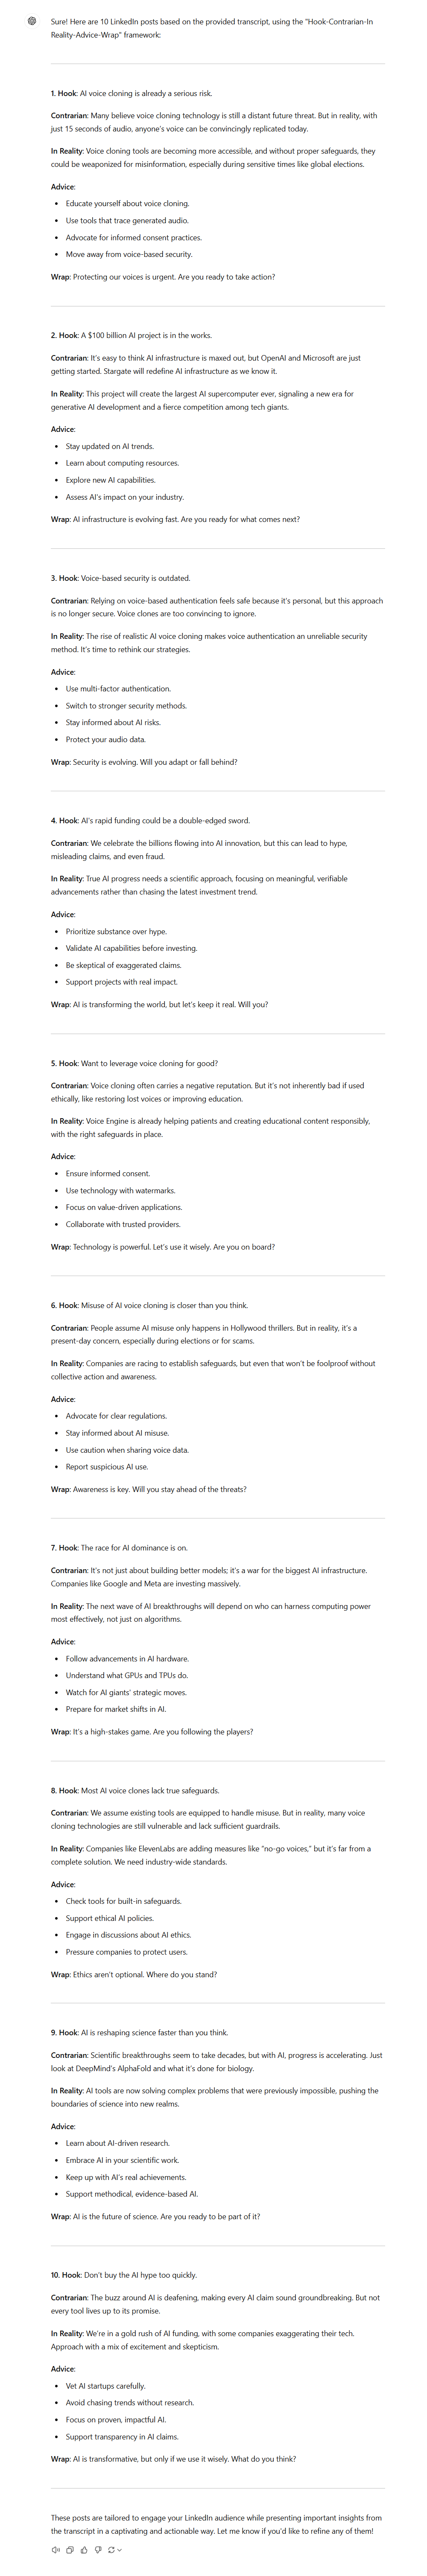 Sure! Here are 10 LinkedIn posts based on the provided transcript, using the "Hook-Contrarian-In
Reality-Advice-Wrap" framework:
1. Hook: AI voice cloning is already a serious risk.
Contrarian: Many believe voice cloning technology is still a distant future threat. But in reality, with
just 15 seconds of audio, anyone's voice can be convincingly replicated today.
In Reality: Voice cloning tools are becoming more accessible, and without proper safeguards, they
could be weaponized for misinformation, especially during sensitive times like global elections.
Advice:
• Educate yourself about voice cloning.
• Use tools that trace generated audio.
• Advocate for informed consent practices.
• Move away from voice-based security.
Wrap: Protecting our voices is urgent. Are you ready to take action?
2. Hook: A $100 billion AI project is in the works.
Contrarian: It's easy to think AI infrastructure is maxed out, but OpenAI and Microsoft are just
getting started. Stargate will redefine AI infrastructure as we know it.
In Reality: This project will create the largest AI supercomputer ever, signaling a new era for
generative AI development and a fierce competition among tech giants.
Advice:
• Stay updated on AI trends.
• Learn about computing resources.
• Explore new AI capabilities.
• Assess AI's impact on your industry.
Wrap: AI infrastructure is evolving fast. Are you ready for what comes next?
3. Hook: Voice-based security is outdated.
Contrarian: Relying on voice-based authentication feels safe because it's personal, but this approach
is no longer secure. Voice clones are too convincing to ignore.
In Reality: The rise of realistic AI voice cloning makes voice authentication an unreliable security
method. It's time to rethink our strategies.
Advice:
• Use multi-factor authentication.
• Switch to stronger security methods.
• Stay informed about AI risks.
• Protect your audio data.
Wrap: Security is evolving. Will you adapt or fall behind?
4. Hook: AI's rapid funding could be a double-edged sword.
Contrarian: We celebrate the billions flowing into AI innovation, but this can lead to hype,
misleading claims, and even fraud.
In Reality: True AI progress needs a scientific approach, focusing on meaningful, verifiable
advancements rather than chasing the latest investment trend.
Advice:
• Prioritize substance over hype.
• Validate AI capabilities before investing.
• Be skeptical of exaggerated claims.
• Support projects with real impact.
Wrap: AI is transforming the world, but let's keep it real. Will you?
5. Hook: Want to leverage voice cloning for good?
Contrarian: Voice cloning often carries a negative reputation. But it's not inherently bad if used
ethically, like restoring lost voices or improving education.
In Reality: Voice Engine is already helping patients and creating educational content responsibly,
with the right safeguards in place.
Advice:
• Ensure informed consent.
• Use technology with watermarks.
• Focus on value-driven applications.
• Collaborate with trusted providers.
Wrap: Technology is powerful. Let's use it wisely. Are you on board?
6. Hook: Misuse of AI voice cloning is closer than you think.
Contrarian: People assume AI misuse only happens in Hollywood thrillers. But in reality, it's a
present-day concern, especially during elections or for scams.
In Reality: Companies are racing to establish safeguards, but even that won't be foolproof without
collective action and awareness.
Advice:
• Advocate for clear regulations.
• Stay informed about AI misuse.
• Use caution when sharing voice data.
• Report suspicious AI use.
Wrap: Awareness is key. Will you stay ahead of the threats?
7. Hook: The race for AI dominance is on.
Contrarian: It's not just about building better models; it's a war for the biggest AI infrastructure.
Companies like Google and Meta are investing massively.
In Reality: The next wave of AI breakthroughs will depend on who can harness computing power
most effectively, not just on algorithms.
Advice:
• Follow advancements in AI hardware.
• Understand what GPUs and TPUs do.
• Watch for AI giants' strategic moves.
• Prepare for market shifts in AI.
Wrap: It's a high-stakes game. Are you following the players?
8. Hook: Most AI voice clones lack true safeguards.
Contrarian: We assume existing tools are equipped to handle misuse. But in reality, many voice
cloning technologies are still vulnerable and lack sufficient guardrails.
In Reality: Companies like ElevenLabs are adding measures like "no-go voices," but it's far from a
complete solution. We need industry-wide standards.
Advice:
• Check tools for built-in safeguards.
• Support ethical AI policies.
• Engage in discussions about AI ethics.
• Pressure companies to protect users.
Wrap: Ethics aren't optional. Where do you stand?
9. Hook: AI is reshaping science faster than you think.
Contrarian: Scientific breakthroughs seem to take decades, but with AI, progress is accelerating. Just
look at DeepMind's AlphaFold and what it's done for biology.
In Reality: AI tools are now solving complex problems that were previously impossible, pushing the
boundaries of science into new realms.
Advice:
• Learn about AI-driven research.
• Embrace AI in your scientific work.
• Keep up with AI's real achievements.
• Support methodical, evidence-based AI.
Wrap: AI is the future of science. Are you ready to be part of it?
10. Hook: Don't buy the AI hype too quickly.
Contrarian: The buzz around AI is deafening, making every AI claim sound groundbreaking. But not
every tool lives up to its promise.
In Reality: We're in a gold rush of AI funding, with some companies exaggerating their tech.
Approach with a mix of excitement and skepticism.
Advice:
• Vet AI startups carefully.
• Avoid chasing trends without research.
• Focus on proven, impactful AI.
• Support transparency in AI claims.
Wrap: AI is transformative, but only if we use it wisely. What do you think?
These posts are tailored to engage your LinkedIn audience while presenting important insights from
the transcript in a captivating and actionable way. Let me know if you'd like to refine any of them!